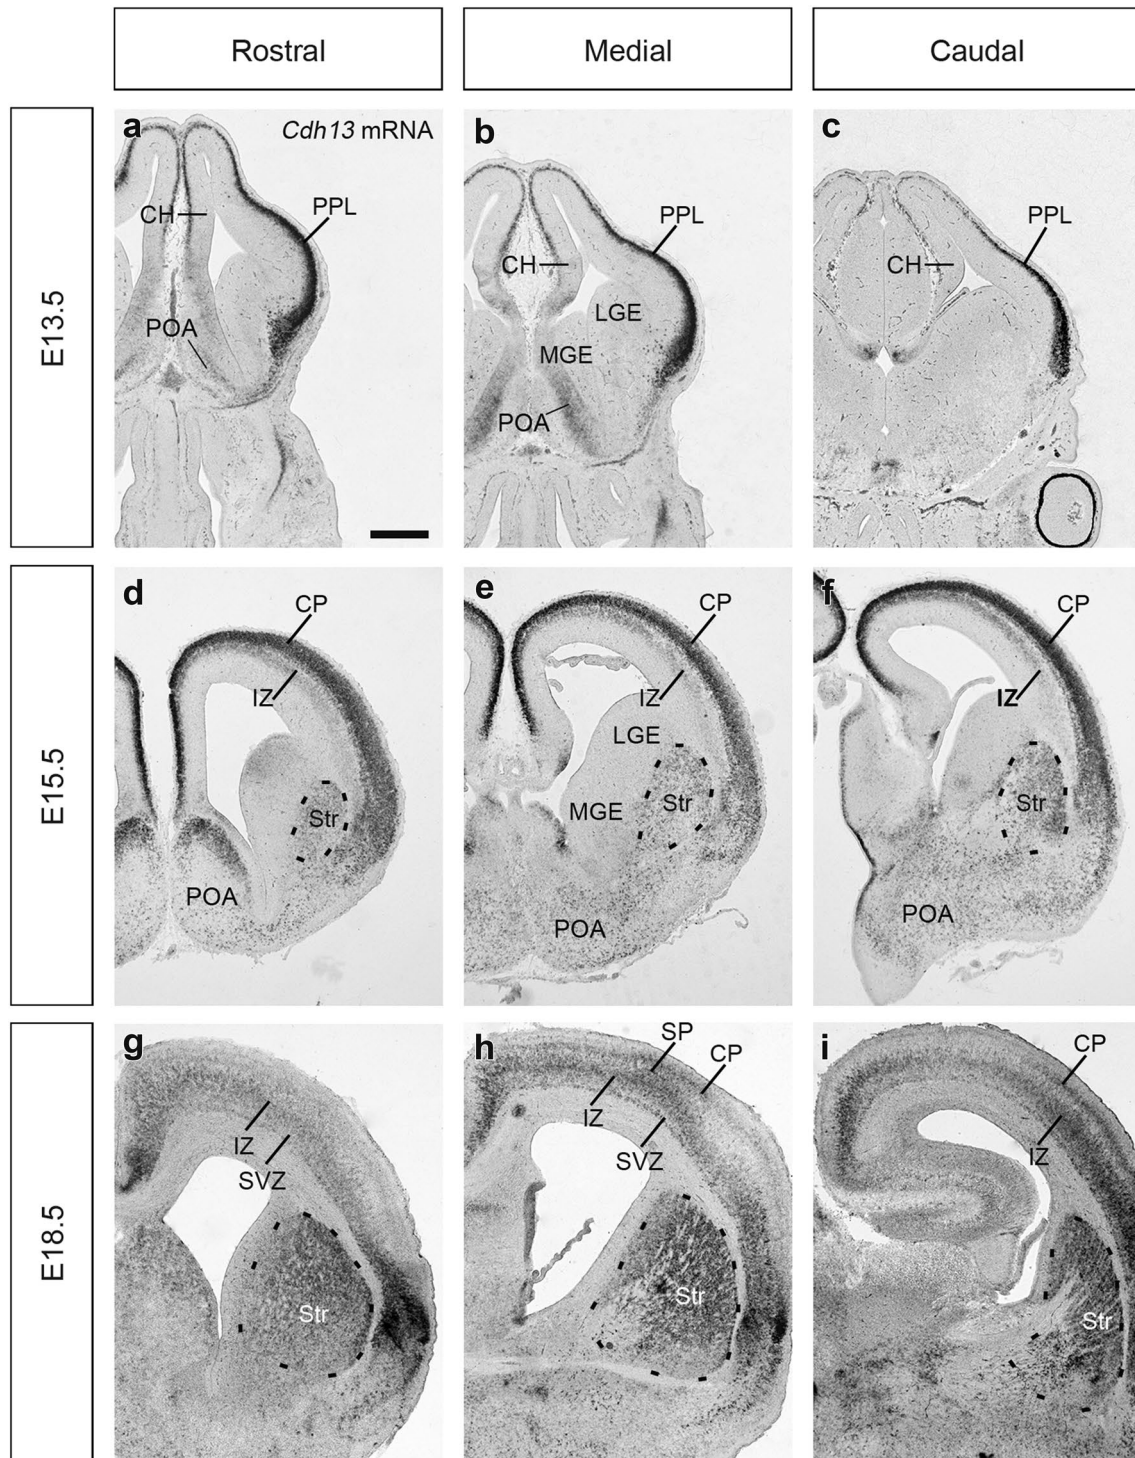 Rostral
Medial
Caudal
E13.5
a
Cdh13 mRNA
CH
PPL
POA
b
PPL
CH
LGE
MGE
POA
c
PPL
CH
E15.5
d
CP
IZ
Str
POA
e
CP
IZ
LGE
MGE
Str
POA
f
CP
IZ
Str
POA
E18.5
g
IZ
SVZ
Str
h
SP
CP
IZ
SVZ
Str
i
CP
IZ
Str